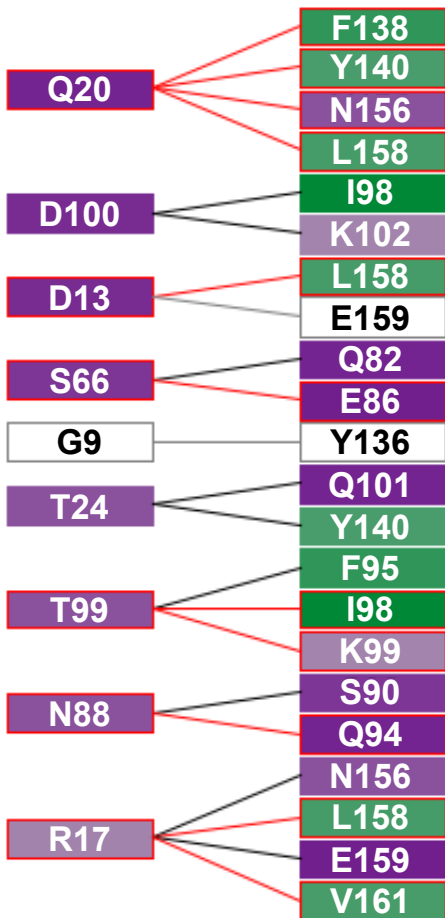 Q20
F138
Y140
N156
L158
D100
I98
K102
D13
L158
E159
S66
Q82
E86
G9
Y136
T24
Q101
Y140
T99
F95
I98
K99
N88
S90
Q94
R17
N156
L158
E159
V161